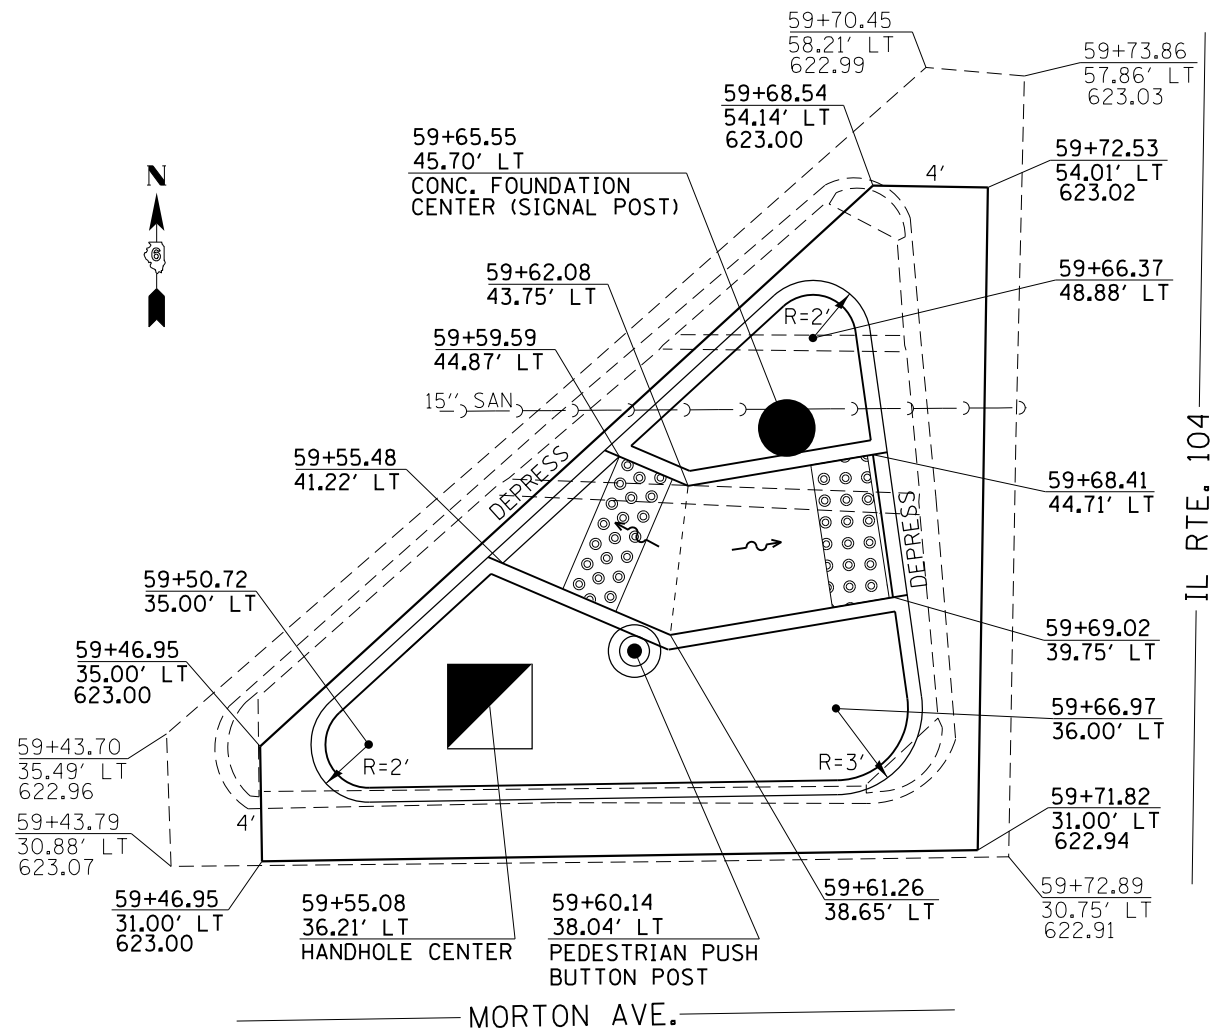 59+70.45
58.21' LT
622.99
59+73.86
57.86' LT
623.03
59+68.54
54.14' LT
623.00
59+65.55
45.70' LT
CONC. FOUNDATION
CENTER (SIGNAL POST)
59+72.53
54.01' LT
623.02
4'
N
6
59+62.08
43.75' LT
59+66.37
48.88' LT
R=2'
59+59.59
44.87' LT
15" SAN
DEPRESS
59+55.48
41.22' LT
59+68.41
44.71' LT
DEPRESS
IL RTE. 104
59+50.72
35.00' LT
59+46.95
35.00' LT
623.00
59+69.02
39.75' LT
59+66.97
36.00' LT
R=2'
R=3'
59+43.70
35.49' LT
622.96
59+43.79
30.88' LT
623.07
4'
59+71.82
31.00' LT
622.94
59+46.95
31.00' LT
623.00
59+55.08
36.21' LT
HANDHOLE CENTER
59+60.14
38.04' LT
PEDESTRIAN PUSH
BUTTON POST
59+61.26
38.65' LT
59+72.89
30.75' LT
622.91
MORTON AVE.